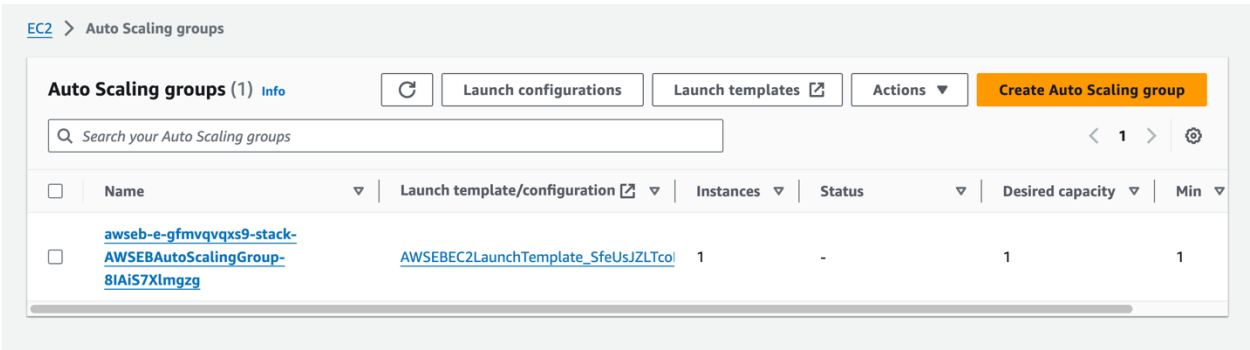 EC2 > Auto Scaling groups
Auto Scaling groups (1) Info Launch configurations Launch templates Actions Create Auto Scaling group
Search your Auto Scaling groups 1
Name Launch template/configuration Instances Status Desired capacity Min
awseb-e-gfmvqvqxs9-stack-
AWSEBAutoScalingGroup- AWSEBEC2LaunchTemplate_SfeUsJZLTcol 1 - 1 1
8IAiS7Xlmgzg